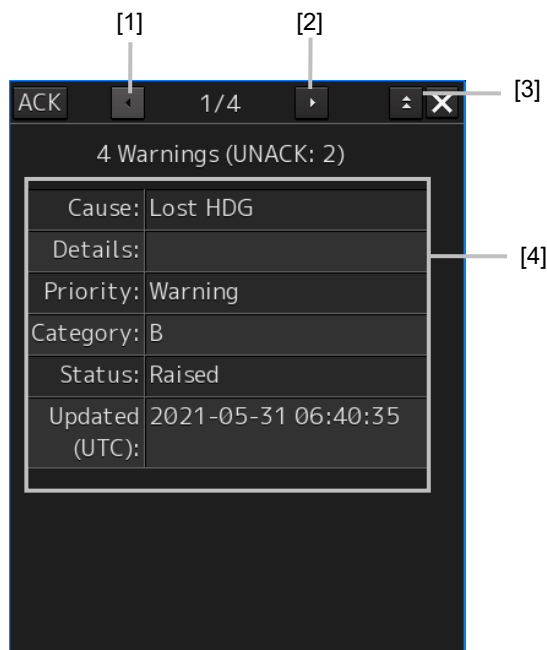 [1] [2]
ACK 1/4 [3]
4 Warnings (UNACK: 2)
Cause: Lost HDG
Details:
Priority: Warning
Category: B
Status: Raised
Updated 2021-05-31 06:40:35
(UTC):
[4]